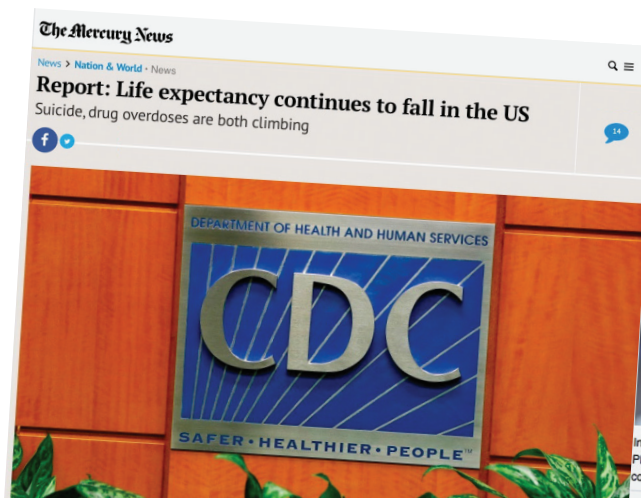 The Mercury News
News > Nation & World • News
Report: Life expectancy continues to fall in the US
Suicide, drug overdoses are both climbing
14
DEPARTMENT OF HEALTH AND HUMAN SERVICES
CDC
SAFER • HEALTHIER • PEOPLE™